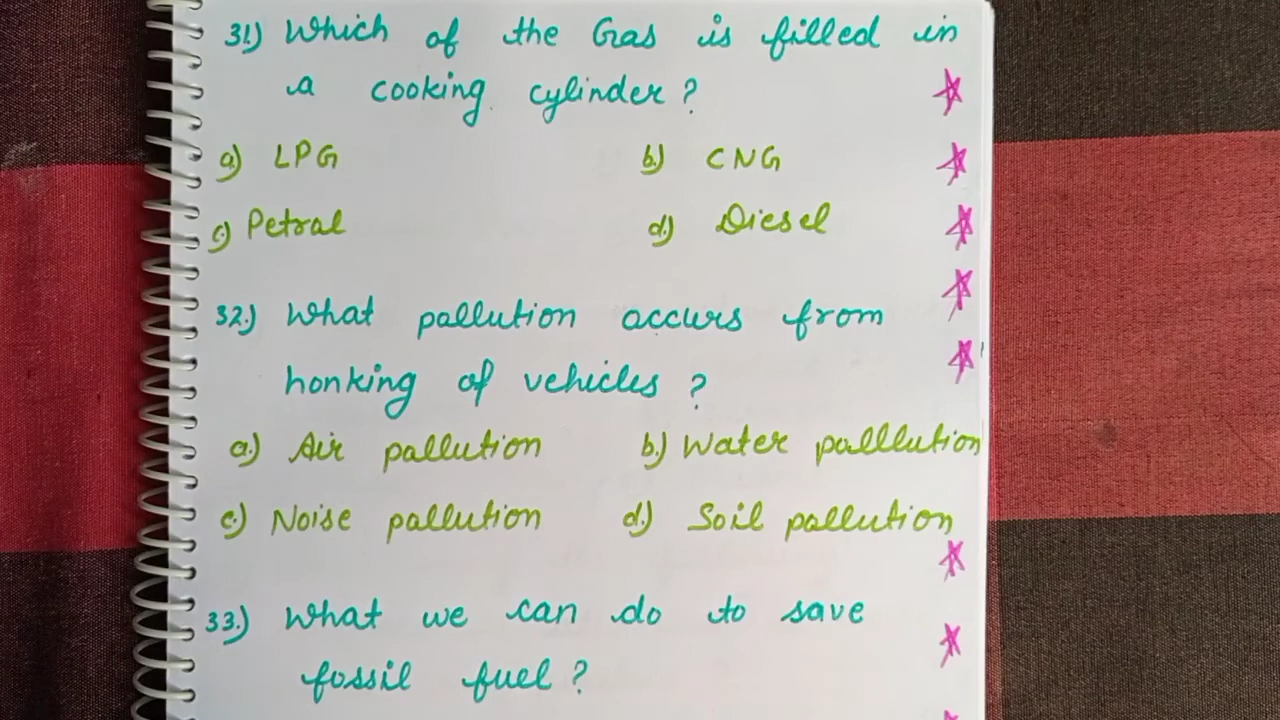 31.) Which of the Gas is filled in
a cooking cylinder?
a) LPG b.) CNG
c) Petral d.) Diesel
32.) What pallution accurs from
honking of vehicles?
a.) Air pallution b.) Water palllution
c.) Noise pallution d.) Soil pallution
33.) What we can do to save
fossil fuel?